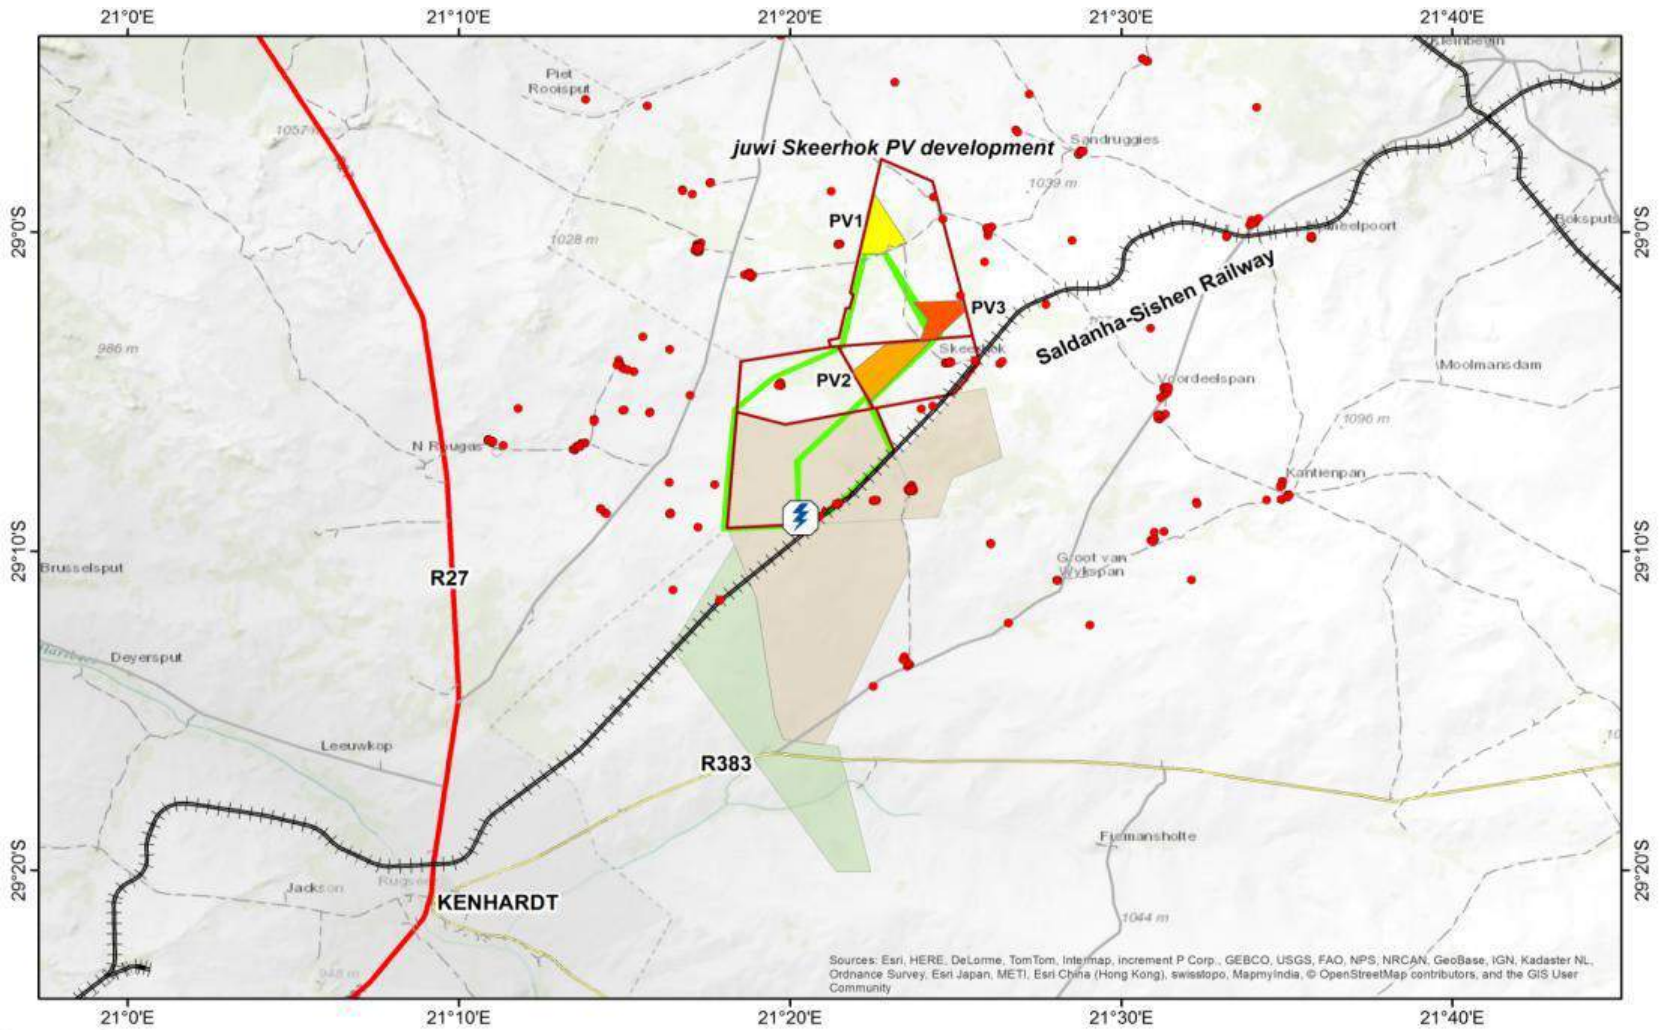 21°0'E
21°10'E
21°20'E
21°30'E
21°40'E
Kleinbegin
Piet
Rooisput
1057 m
juwi Skeerhok PV development
Sandruggies
1039 m
PV1
Boksputs
29°0'S
29°0'S
1028 m
PV3
Saldanha-Sishen Railway
986 m
Skeerhok
Moolmansdam
PV2
Voordeelspan
1096 m
N Rougas
Kantienpan
29°10'S
29°10'S
Groot van
Wykspan
Brusselsput
R27
Hartbees
Deyersput
Leeuwkop
R383
Fiemansholte
29°20'S
29°20'S
Jackson
KENHARDT
1044 m
948 m
Sources: Esri, HERE, DeLorme, TomTom, Intermap, increment P Corp., GEBCO, USGS, FAO, NPS, NRCAN, GeoBase, IGN, Kadaster NL,
Ordnance Survey, Esri Japan, METI, Esri China (Hong Kong), swisstopo, MapmyIndia, © OpenStreetMap contributors, and the GIS User
Community
21°0'E
21°10'E
21°20'E
21°30'E
21°40'E